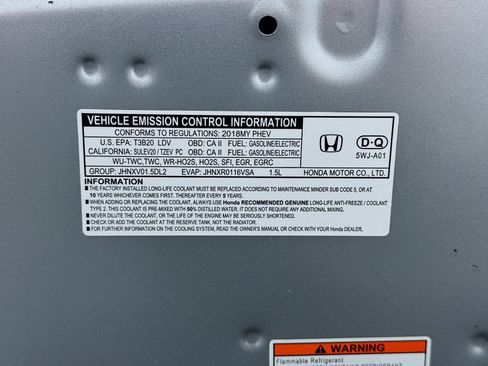 VEHICLE EMISSION CONTROL INFORMATION
CONFORMS TO REGULATIONS: 2018MY PHEV
U.S. EPA: T3B20 LDV OBD: CA II FUEL: GASOLINE/ELECTRIC
CALIFORNIA: SULEV20 / TZEV PC OBD: CA II FUEL: GASOLINE/ELECTRIC
WU-TWC,TWC, WR-HO2S, HO2S, SFI, EGR, EGRC
GROUP: JHNXV01.5DL2 EVAP: JHNXR0116VSA 1.5L
D-Q
5WJ-A01
HONDA MOTOR CO., LTD.
INFORMATION
■ THE FACTORY INSTALLED LONG-LIFE COOLANT MUST BE REPLACED ACCORDING TO MAINTENANCE MINDER SUB CODE 5, OR AT
10 YEARS WHICHEVER COMES FIRST. THEREAFTER EVERY 5 YEARS.
■ WHEN ADDING OR REPLACING THE COOLANT, ALWAYS USE Honda RECOMMENDED GENUINE LONG-LIFE ANTI-FREEZE / COOLANT
TYPE 2. THIS COOLANT IS PRE-MIXED WITH 50% DISTILLED WATER. IT DOES NOT REQUIRE ANY ADDITIONAL MIXING.
■ NEVER DILUTE THE COOLANT, OR THE LIFE OF THE ENGINE MAY BE SERIOUSLY SHORTENED.
■ CHECK OR ADD COOLANT AT THE RESERVE TANK, NOT THE RADIATOR.
■ FOR FURTHER INFORMATION ON THE COOLING SYSTEM, READ THE OWNER'S MANUAL OR CHECK WITH YOUR Honda DEALER.
WARNING
Flammable Refrigerant